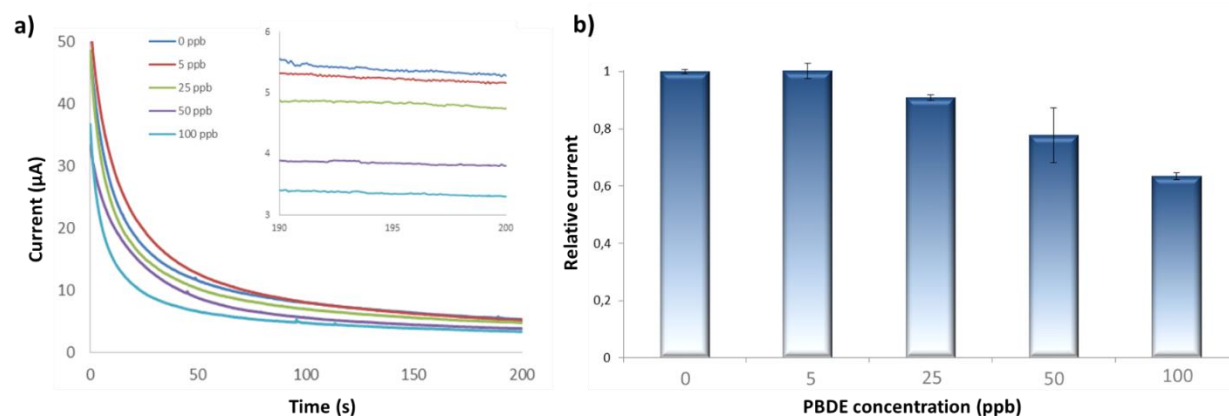 a)
50
40
30
20
10
0
Current (µA)
0 ppb
5 ppb
25 ppb
50 ppb
100 ppb
6
5
4
3
190
195
200
0
50
100
150
200
Time (s)
b)
1
0,8
0,6
0,4
0,2
0
Relative current
0
5
25
50
100
PBDE concentration (ppb)